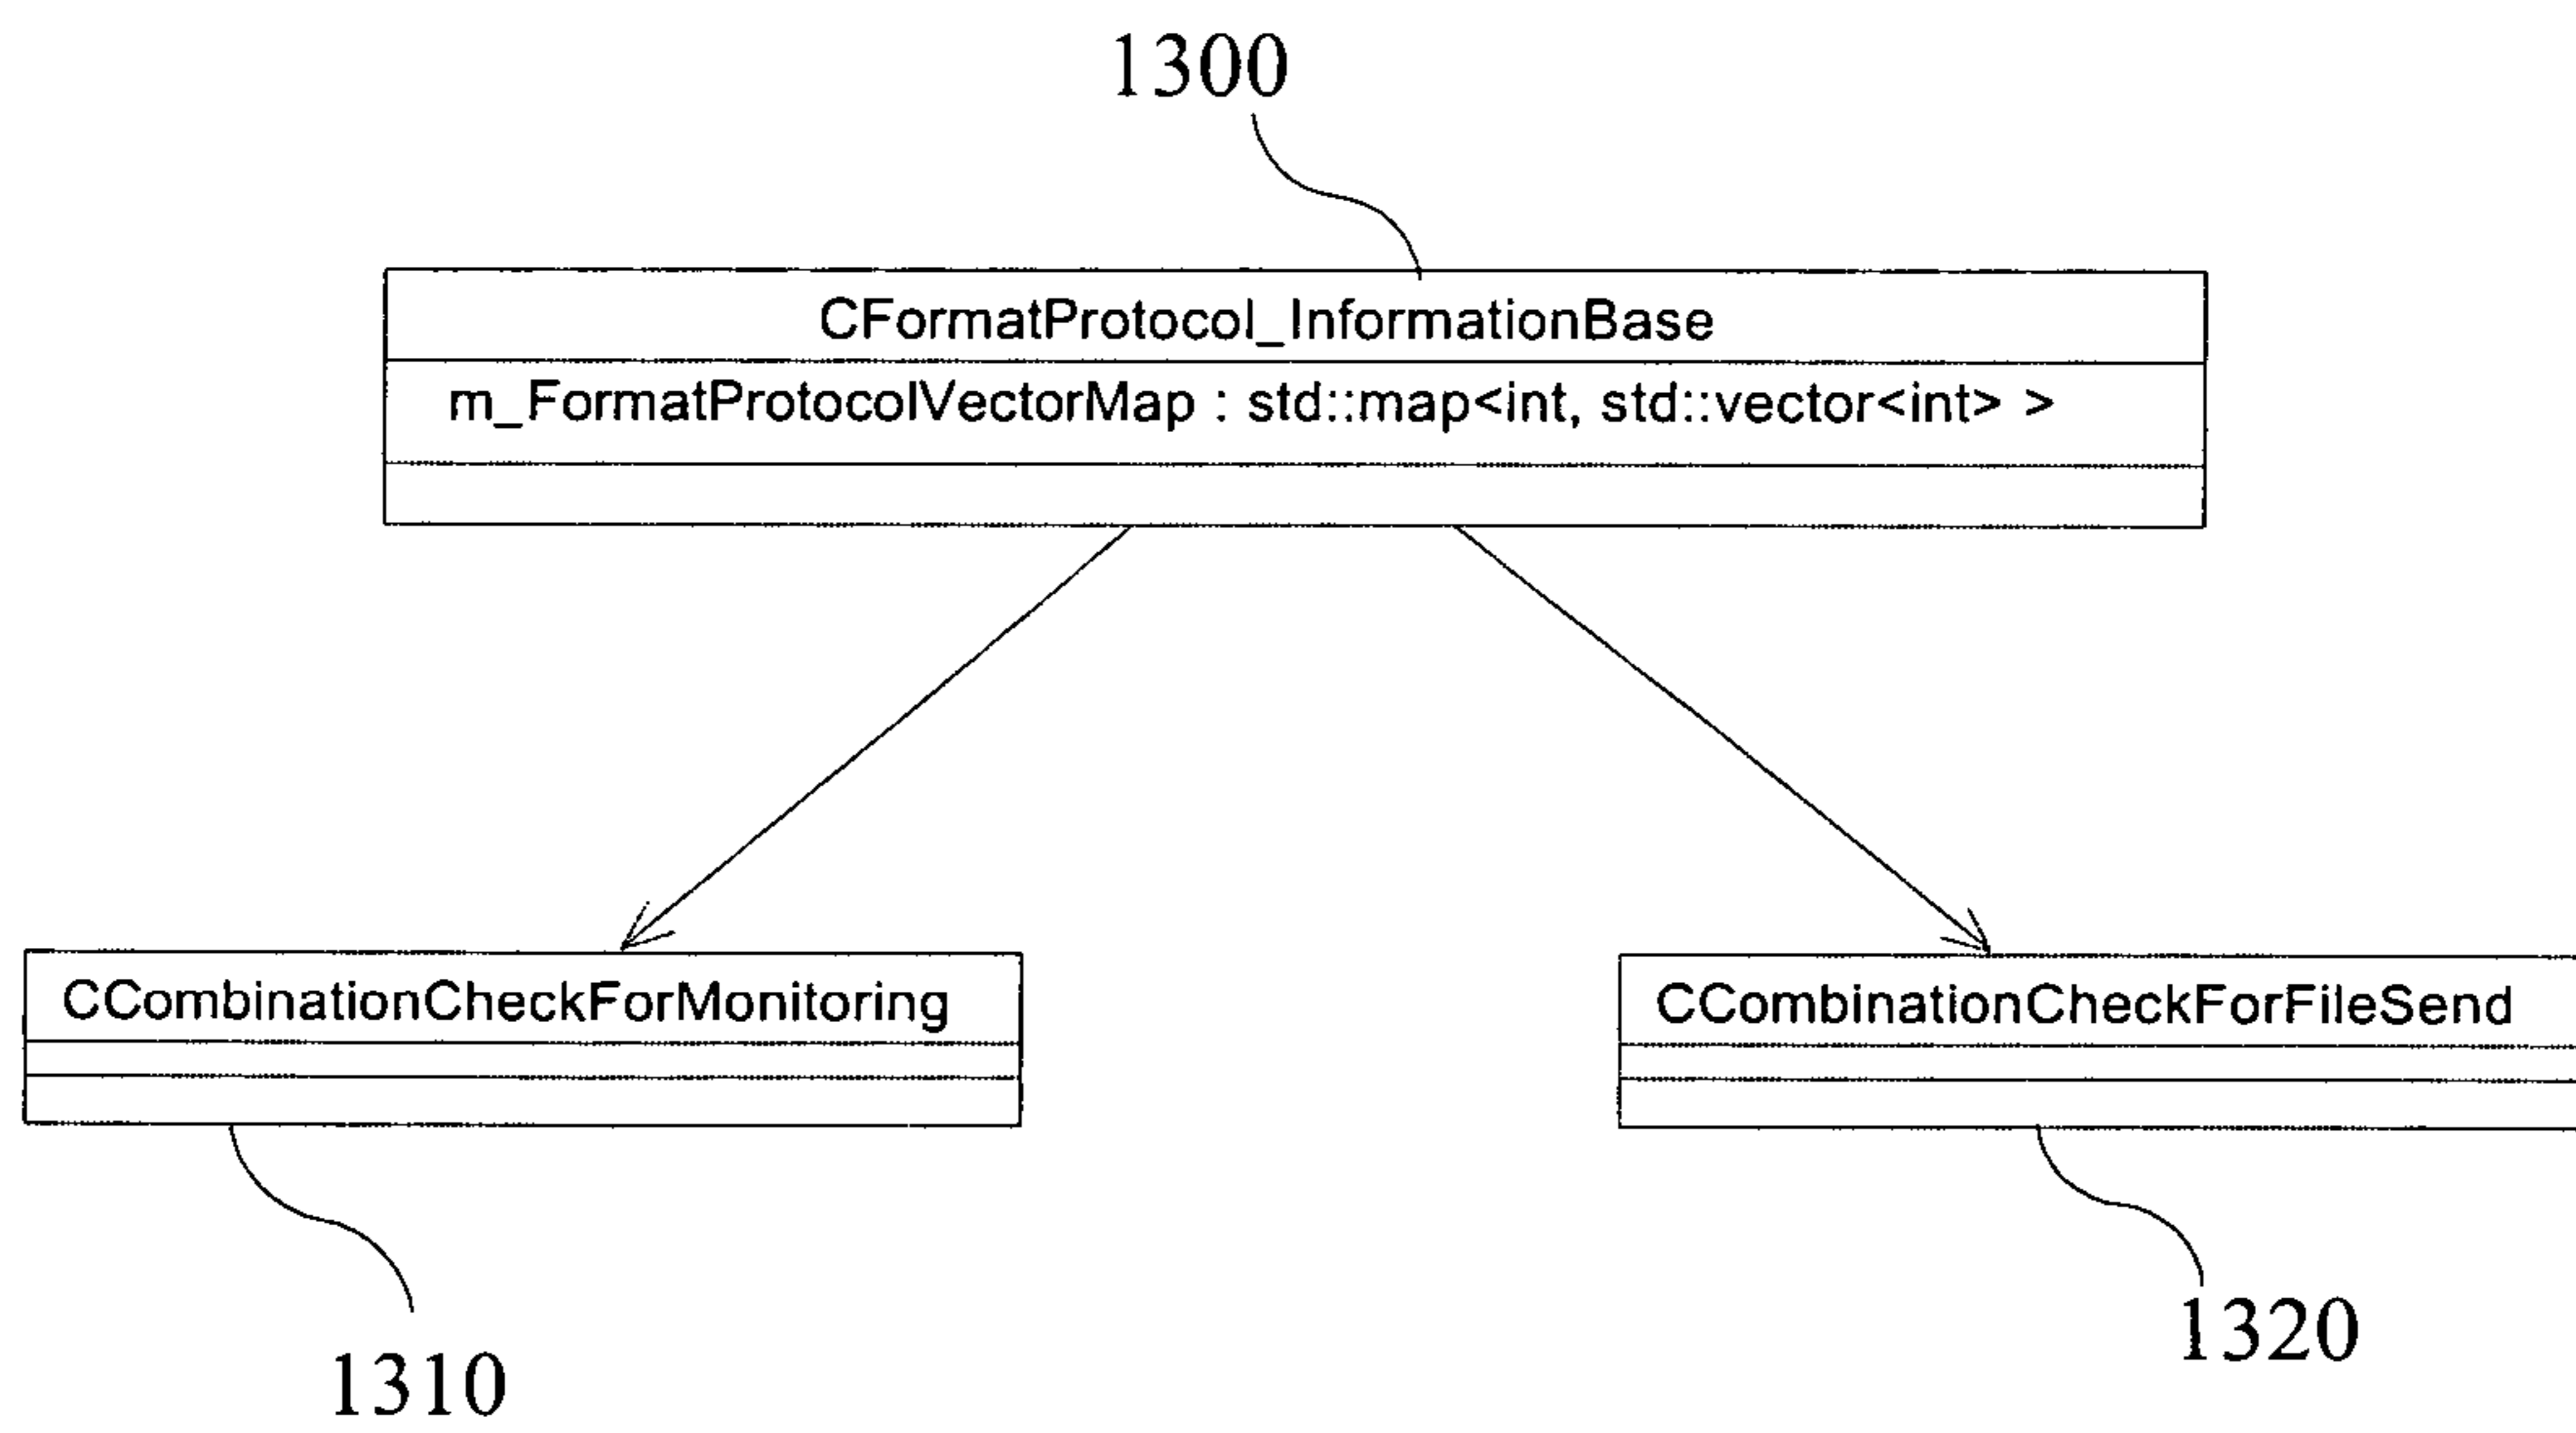 1300
CFormatProtocol_InformationBase
m_FormatProtocolVectorMap : std::map<int, std::vector<int> >
CCombinationCheckForMonitoring
CCombinationCheckForFileSend
1310
1320